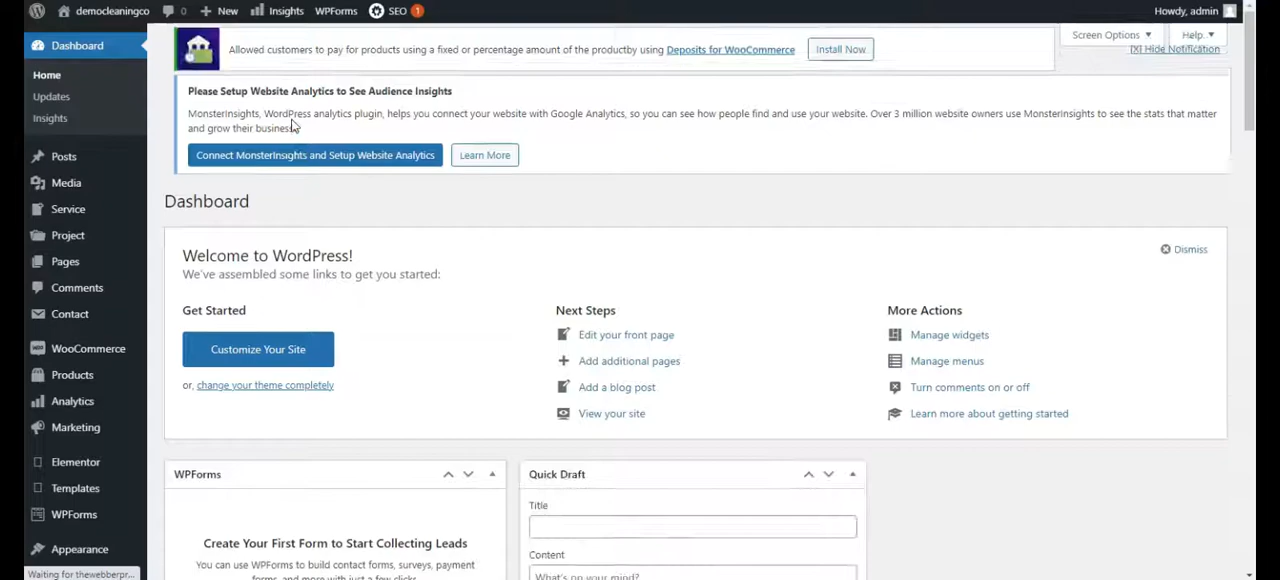 democleaningco
0
New
Insights
WPForms
SEO
1
Howdy, admin
Dashboard
Home
Updates
Insights
Posts
Media
Service
Project
Pages
Comments
Contact
WooCommerce
Products
Analytics
Marketing
Elementor
Templates
WPForms
Appearance
Waiting for thewebberpr...
Allowed customers to pay for products using a fixed or percentage amount of the productby using Deposits for WooCommerce
Install Now
Screen Options ▼
Help ▼
[X] Hide Notification
Please Setup Website Analytics to See Audience Insights
MonsterInsights, WordPress analytics plugin, helps you connect your website with Google Analytics, so you can see how people find and use your website. Over 3 million website owners use MonsterInsights to see the stats that matter
and grow their business.
Connect MonsterInsights and Setup Website Analytics
Learn More
Dashboard
Welcome to WordPress!
We've assembled some links to get you started:
Dismiss
Get Started
Customize Your Site
or, change your theme completely
Next Steps
Edit your front page
Add additional pages
Add a blog post
View your site
More Actions
Manage widgets
Manage menus
Turn comments on or off
Learn more about getting started
WPForms
Create Your First Form to Start Collecting Leads
You can use WPForms to build contact forms, surveys, payment
forms, and more with just a few clicks.
Quick Draft
Title
Content
What's on your mind?